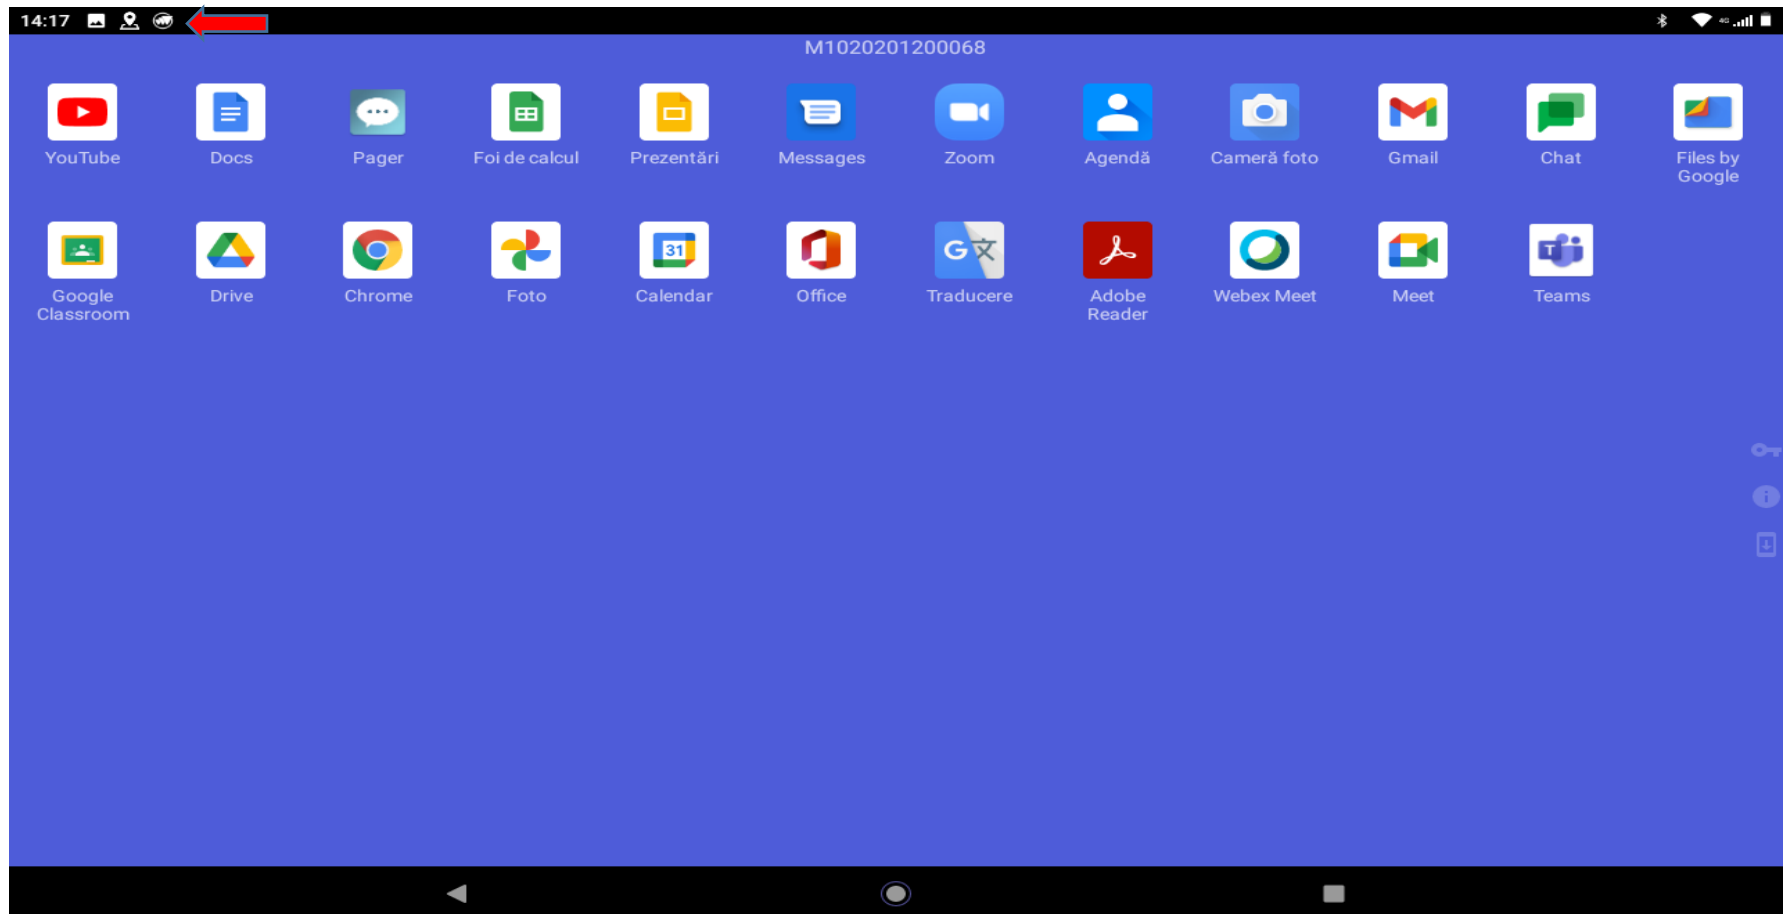 14:17
4G
M1020201200068
YouTube
Docs
Pager
Foi de calcul
Prezentări
Messages
Zoom
Agendă
Cameră foto
Gmail
Chat
Files by
Google
31
G
Google
Classroom
Drive
Chrome
Foto
Calendar
Office
Traducere
Adobe
Reader
Webex Meet
Meet
Teams